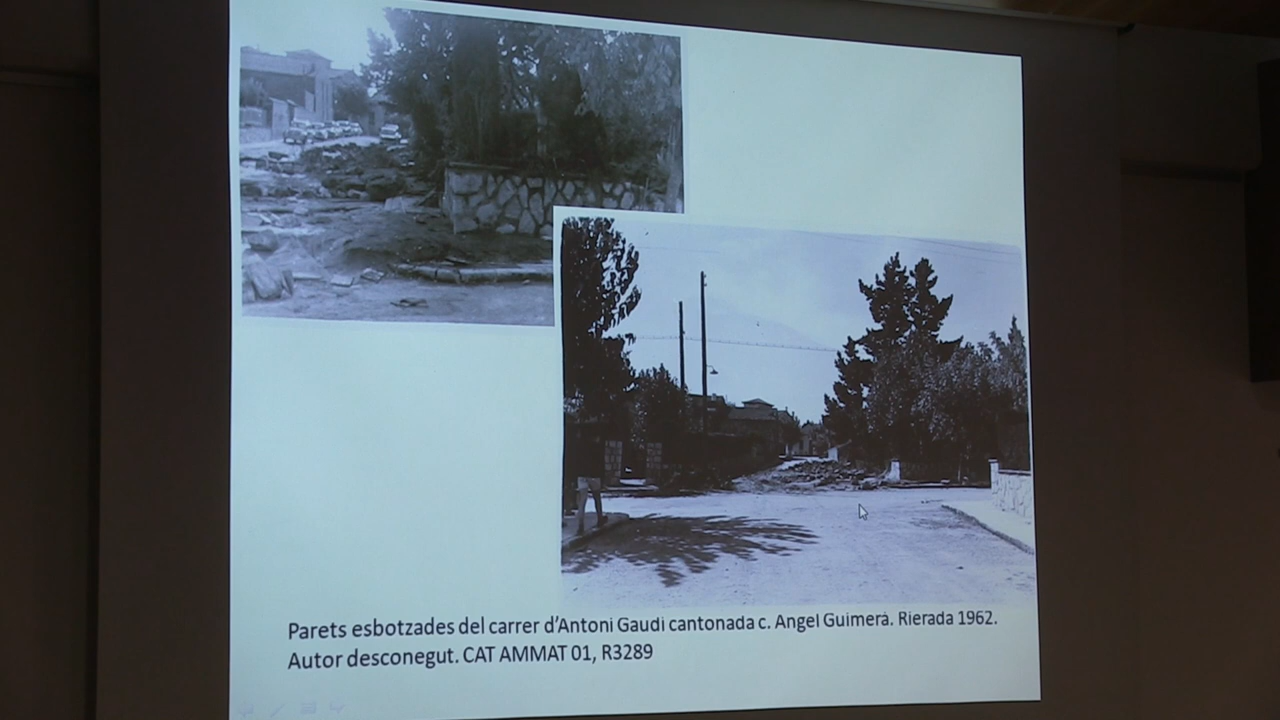 Parets esbotzades del carrer d'Antoni Gaudi cantonada c. Angel Guimerà. Rierada 1962.
Autor desconegut. CAT AMMAT 01, R3289